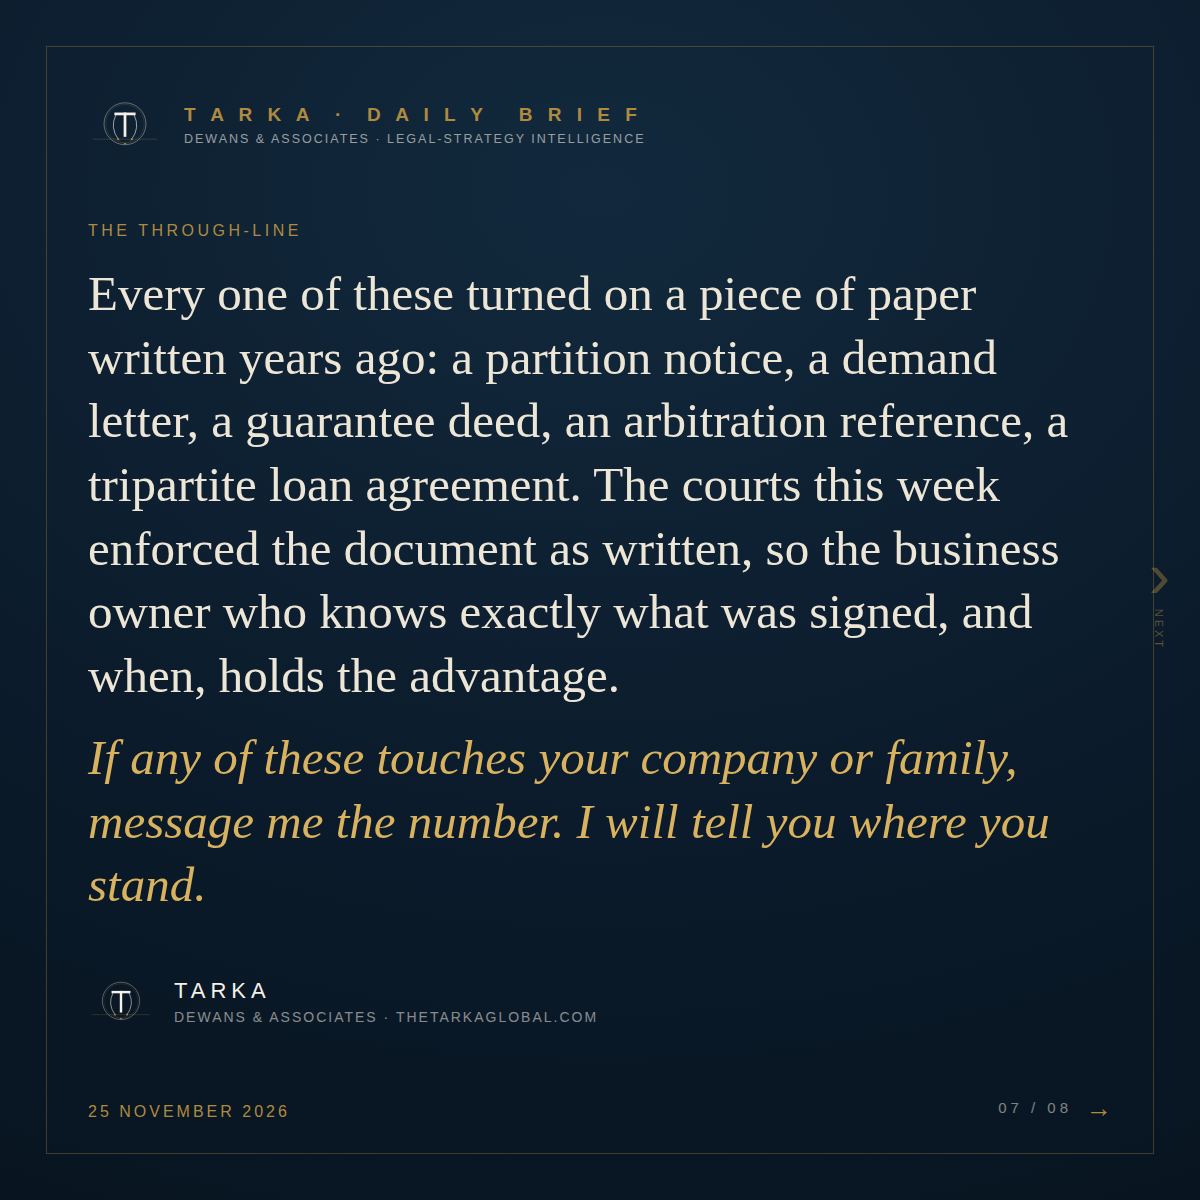 TARKA · DAILY BRIEF
DEWANS & ASSOCIATES · LEGAL-STRATEGY INTELLIGENCE
THE THROUGH-LINE
Every one of these turned on a piece of paper
written years ago: a partition notice, a demand
letter, a guarantee deed, an arbitration reference, a
tripartite loan agreement. The courts this week
enforced the document as written, so the business
owner who knows exactly what was signed, and
when, holds the advantage.
If any of these touches your company or family,
message me the number. I will tell you where you
stand.
› NEXT
T
TARKA
DEWANS & ASSOCIATES · THETARKAGLOBAL.COM
25 NOVEMBER 2026
07 / 08 →